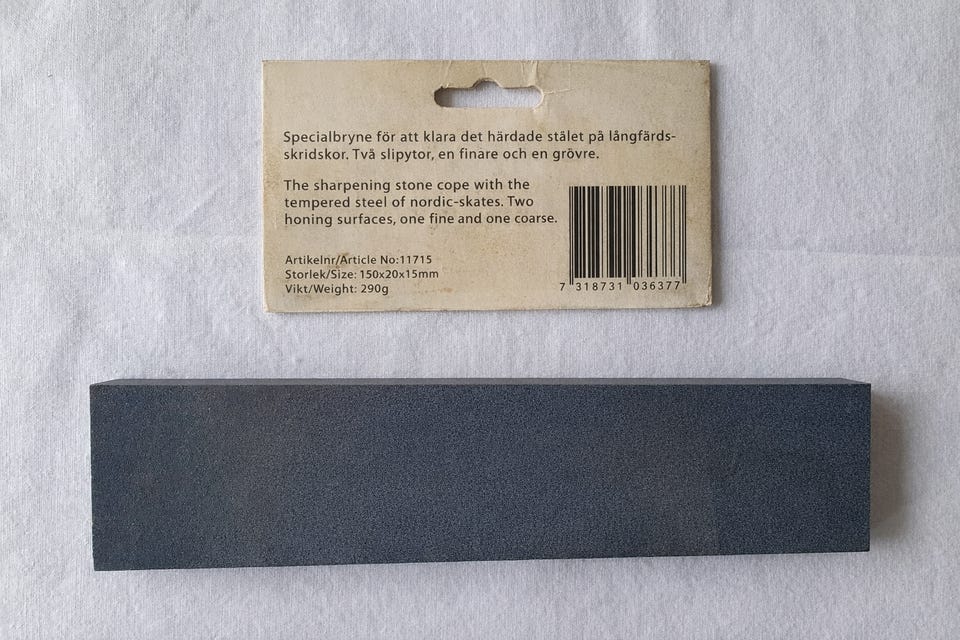 Specialbryne för att klara det härdade stålet på långfärds-
skridskor. Två slipytor, en finare och en grövre.
The sharpening stone cope with the
tempered steel of nordic-skates. Two
honing surfaces, one fine and one coarse.
Artikelnr/Article No:11715
Storlek/Size: 150x20x15mm
Vikt/Weight: 290g
7 318731 036377